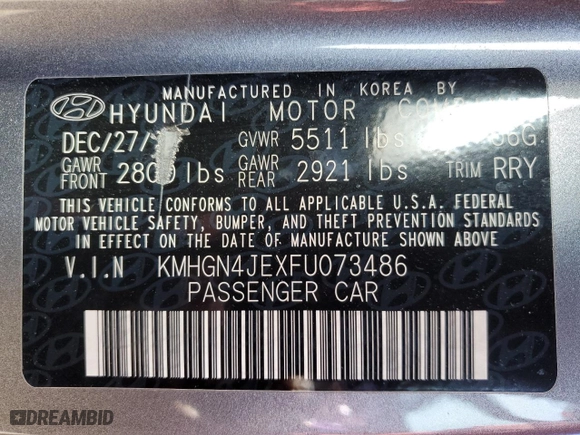 MANUFACTURED IN KOREA BY
HYUNDAI MOTOR
DEC/27/ GVWR 5511 lbs
GAWR FRONT lbs GAWR REAR 2921 lbs TRIM RRY
THIS VEHICLE CONFORMS TO ALL APPLICABLE U.S.A. FEDERAL
MOTOR VEHICLE SAFETY, BUMPER, AND THEFT PREVENTION STANDARDS
IN EFFECT ON THE DATE OF MANUFACTURE SHOWN ABOVE
V.I.N KMHGN4JEXFU073486
PASSENGER CAR
DREAMBID